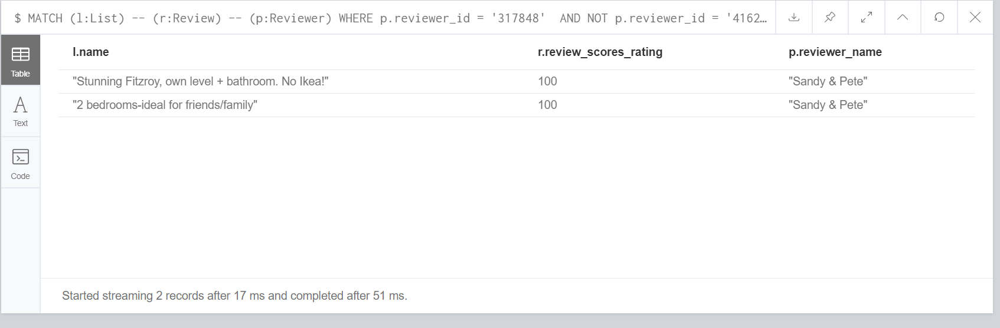 $ MATCH (l:List) -- (r:Review) -- (p:Reviewer) WHERE p.reviewer_id = '317848'  AND NOT p.reviewer_id = '4162…
Table
Text
Code
l.name r.review_scores_rating p.reviewer_name
"Stunning Fitzroy, own level + bathroom. No Ikea!" 100 "Sandy & Pete"
"2 bedrooms-ideal for friends/family" 100 "Sandy & Pete"
Started streaming 2 records after 17 ms and completed after 51 ms.